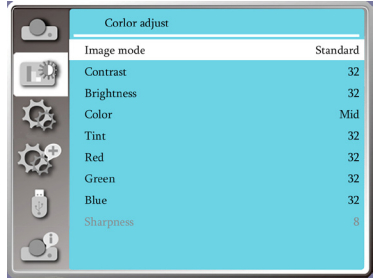 Corlor adjust
Image mode Standard
Contrast 32
Brightness 32
Color Mid
Tint 32
Red 32
Green 32
Blue 32
Sharpness 8